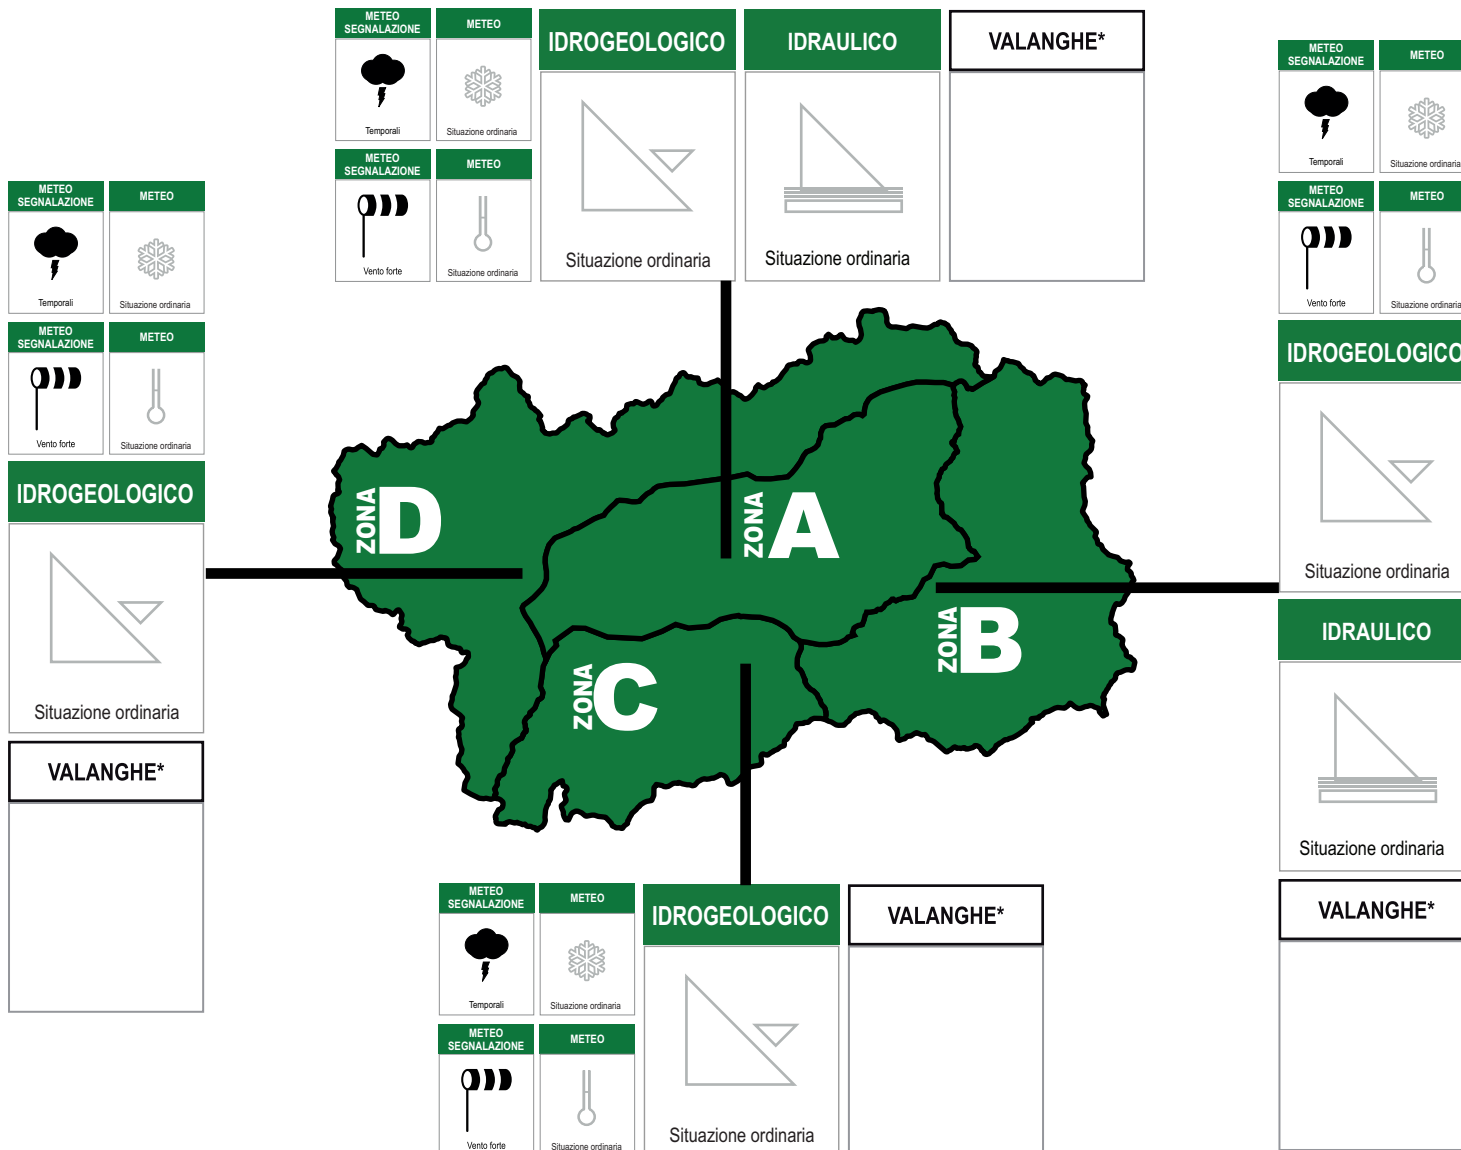 METEO
SEGNALAZIONE
METEO
Temporali
Situazione ordinaria
METEO
SEGNALAZIONE
METEO
Vento forte
Situazione ordinaria
IDROGEOLOGICO
Situazione ordinaria
IDRAULICO
Situazione ordinaria
VALANGHE*
METEO
SEGNALAZIONE
METEO
Temporali
Situazione ordinaria
METEO
SEGNALAZIONE
METEO
Vento forte
Situazione ordinaria
IDROGEOLOGICO
Situazione ordinaria
IDRAULICO
Situazione ordinaria
VALANGHE*
METEO
SEGNALAZIONE
METEO
Temporali
Situazione ordinaria
METEO
SEGNALAZIONE
METEO
Vento forte
Situazione ordinaria
IDROGEOLOGICO
Situazione ordinaria
VALANGHE*
ZONA D
ZONA A
ZONA B
ZONA C
METEO
SEGNALAZIONE
METEO
Temporali
Situazione ordinaria
METEO
SEGNALAZIONE
METEO
Vento forte
Situazione ordinaria
IDROGEOLOGICO
Situazione ordinaria
VALANGHE*